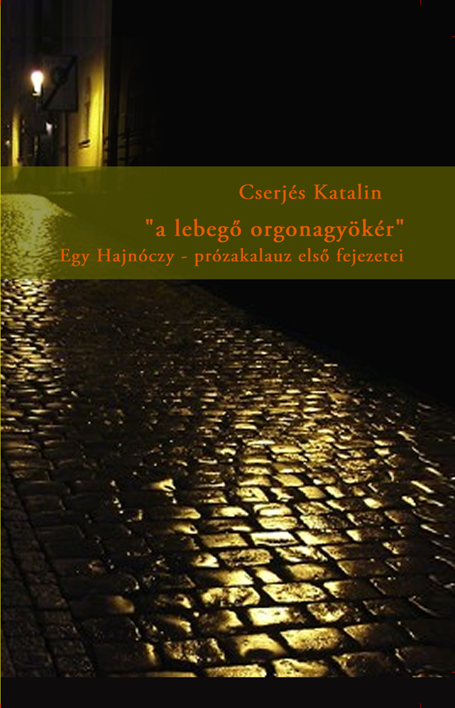 Cserjés Katalin
"a lebegő orgonagyökér"
Egy Hajnóczy - prózakalauz első fejezetei